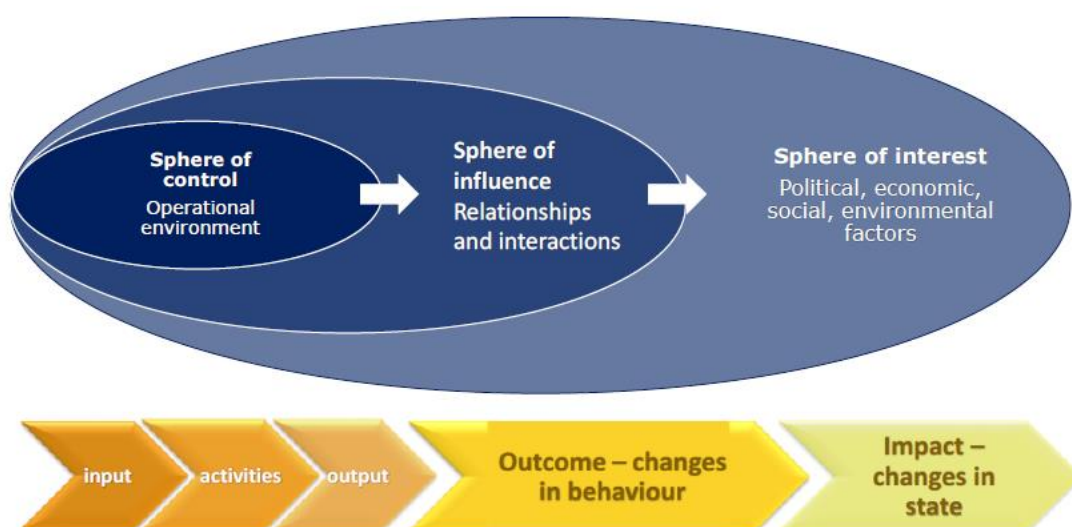 Sphere of
control
Operational
environment
Sphere of
influence
Relationships
and interactions
Sphere of interest
Political, economic,
social, environmental
factors
input
activities
output
Outcome – changes
in behaviour
Impact –
changes in
state